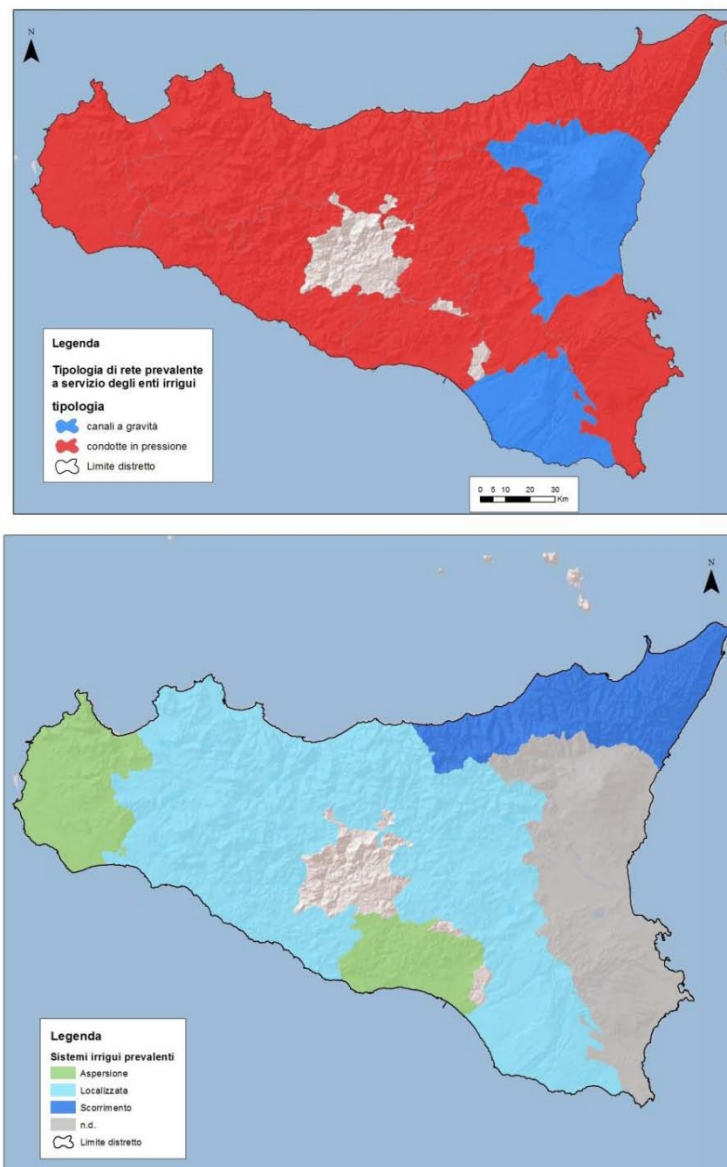 N
Legenda
Tipologia di rete prevalente
a servizio degli enti irrigui
tipologia
canali a gravità
condotte in pressione
Limite distretto
0 5 10 20 30
Km
N
Legenda
Sistemi irrigui prevalenti
Aspersione
Localizzata
Scorrimento
n.d.
Limite distretto